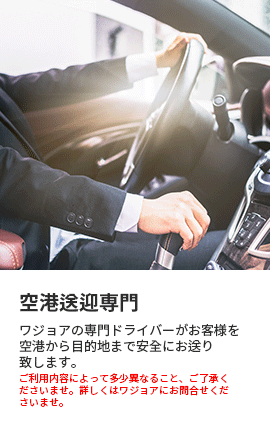 空港送迎専門
ワジョアの専門ドライバーがお客様を
空港から目的地まで安全にお送り
致します。
ご利用内容によって多少異なること、ご了承く
ださいませ。詳しくはワジョアにお問合せくだ
さいませ。